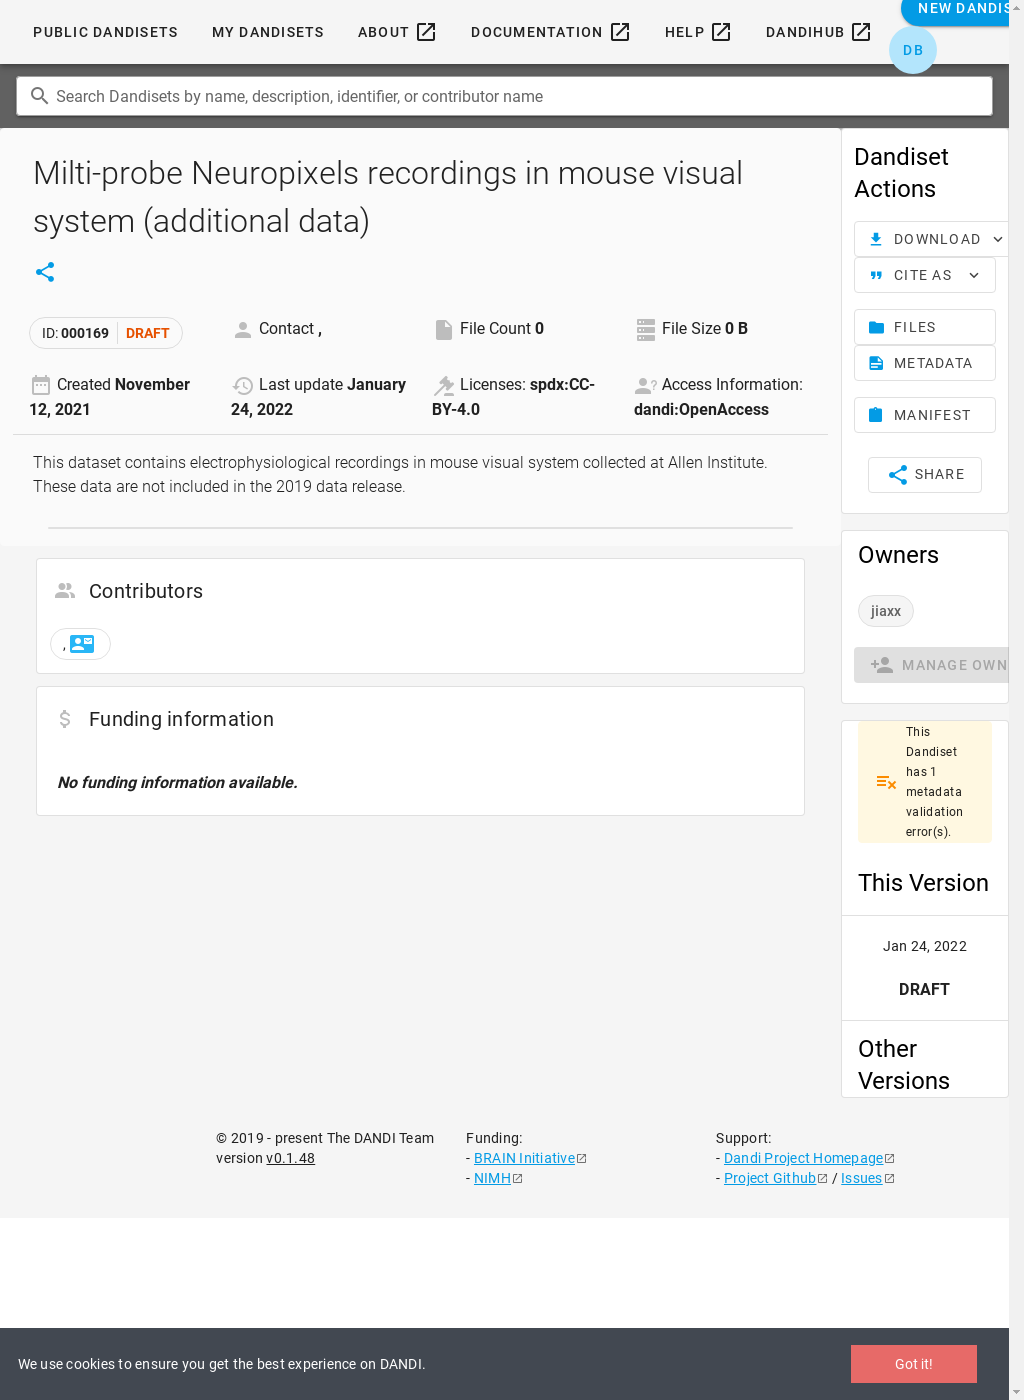 NEW DANDIS
PUBLIC DANDISETS
MY DANDISETS
ABOUT
DOCUMENTATION
HELP
DANDIHUB
DB
Search Dandisets by name, description, identifier, or contributor name
Milti-probe Neuropixels recordings in mouse visual
system (additional data)
ID: 000169 DRAFT
Contact ,
File Count 0
File Size 0 B
Created November
12, 2021
Last update January
24, 2022
Licenses: spdx:CC-
BY-4.0
Access Information:
dandi:OpenAccess
This dataset contains electrophysiological recordings in mouse visual system collected at Allen Institute.
These data are not included in the 2019 data release.
Contributors
,
Funding information
No funding information available.
Dandiset
Actions
DOWNLOAD
CITE AS
FILES
METADATA
MANIFEST
SHARE
Owners
jiaxx
MANAGE OWN
This
Dandiset
has 1
metadata
validation
error(s).
This Version
Jan 24, 2022
DRAFT
Other
Versions
© 2019 - present The DANDI Team
version v0.1.48
Funding:
- BRAIN Initiative
- NIMH
Support:
- Dandi Project Homepage
- Project Github / Issues
We use cookies to ensure you get the best experience on DANDI.
Got it!